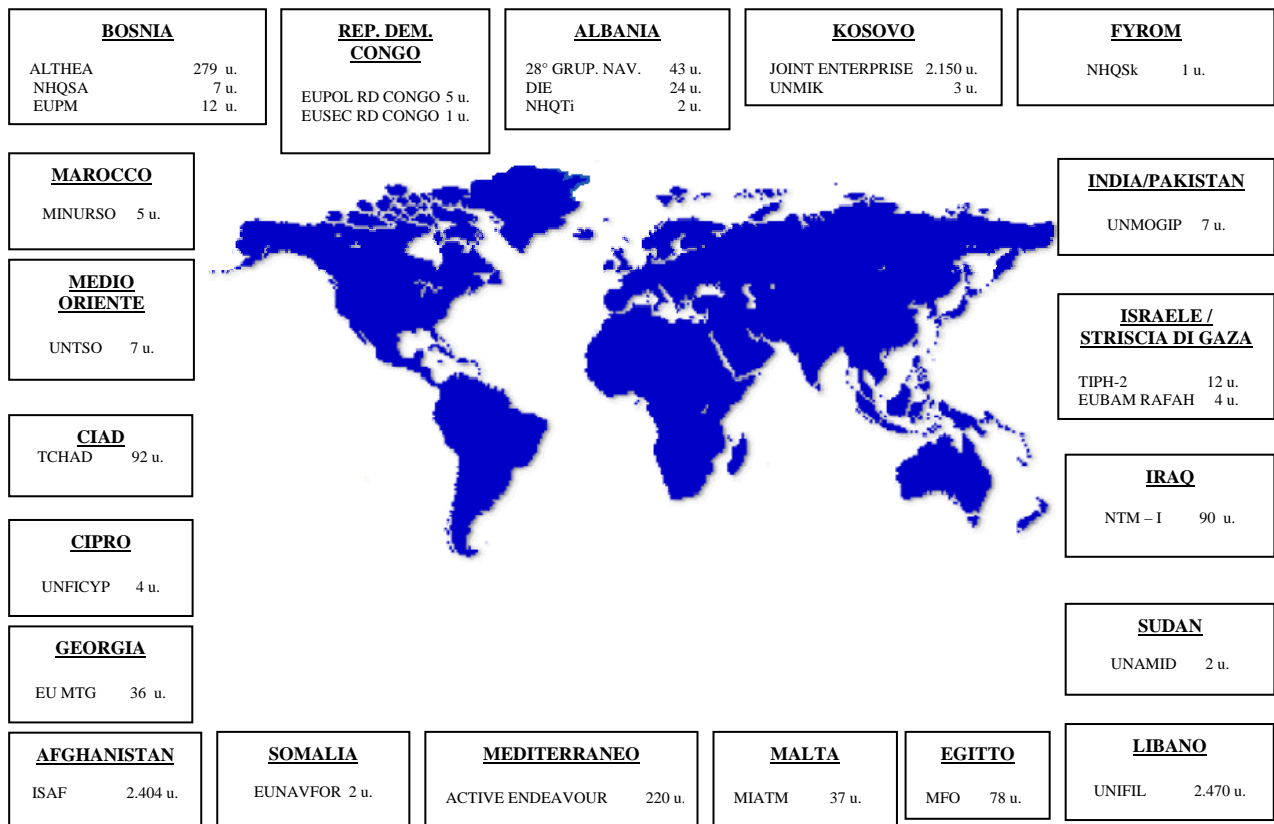 BOSNIA
ALTHEA 279 u.
NHQSA 7 u.
EUPM 12 u.
REP. DEM.
CONGO
EUPOL RD CONGO 5 u.
EUSEC RD CONGO 1 u.
ALBANIA
28° GRUP. NAV. 43 u.
DIE 24 u.
NHQTi 2 u.
KOSOVO
JOINT ENTERPRISE 2.150 u.
UNMIK 3 u.
FYROM
NHQSk 1 u.
MAROCCO
MINURSO 5 u.
MEDIO
ORIENTE
UNTSO 7 u.
CIAD
TCHAD 92 u.
CIPRO
UNFICYP 4 u.
GEORGIA
EU MTG 36 u.
INDIA/PAKISTAN
UNMOGIP 7 u.
ISRAELE /
STRISCIA DI GAZA
TIPH-2 12 u.
EUBAM RAFAH 4 u.
IRAQ
NTM – I 90 u.
SUDAN
UNAMID 2 u.
AFGHANISTAN
ISAF 2.404 u.
SOMALIA
EUNAVFOR 2 u.
MEDITERRANEO
ACTIVE ENDEAVOUR 220 u.
MALTA
MIATM 37 u.
EGITTO
MFO 78 u.
LIBANO
UNIFIL 2.470 u.